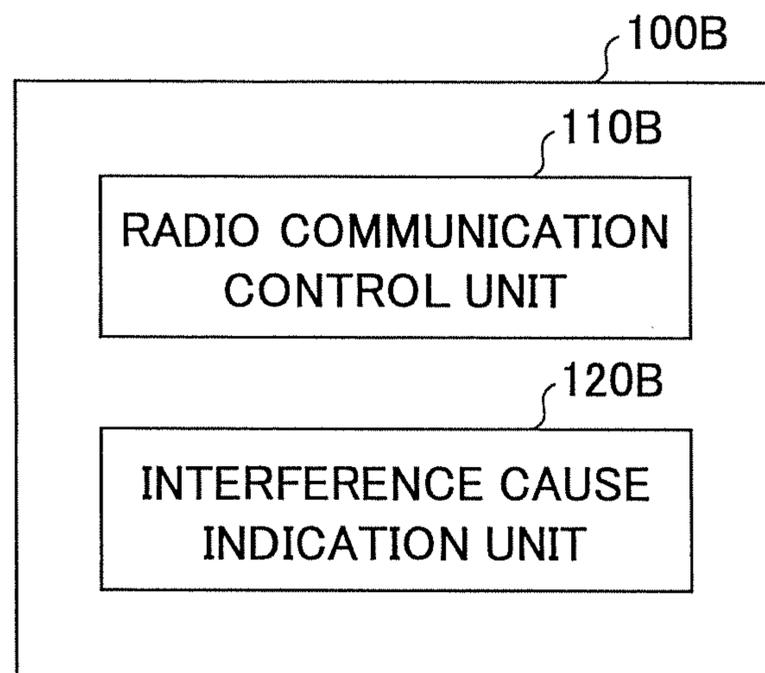 100B
110B
RADIO COMMUNICATION
CONTROL UNIT
120B
INTERFERENCE CAUSE
INDICATION UNIT